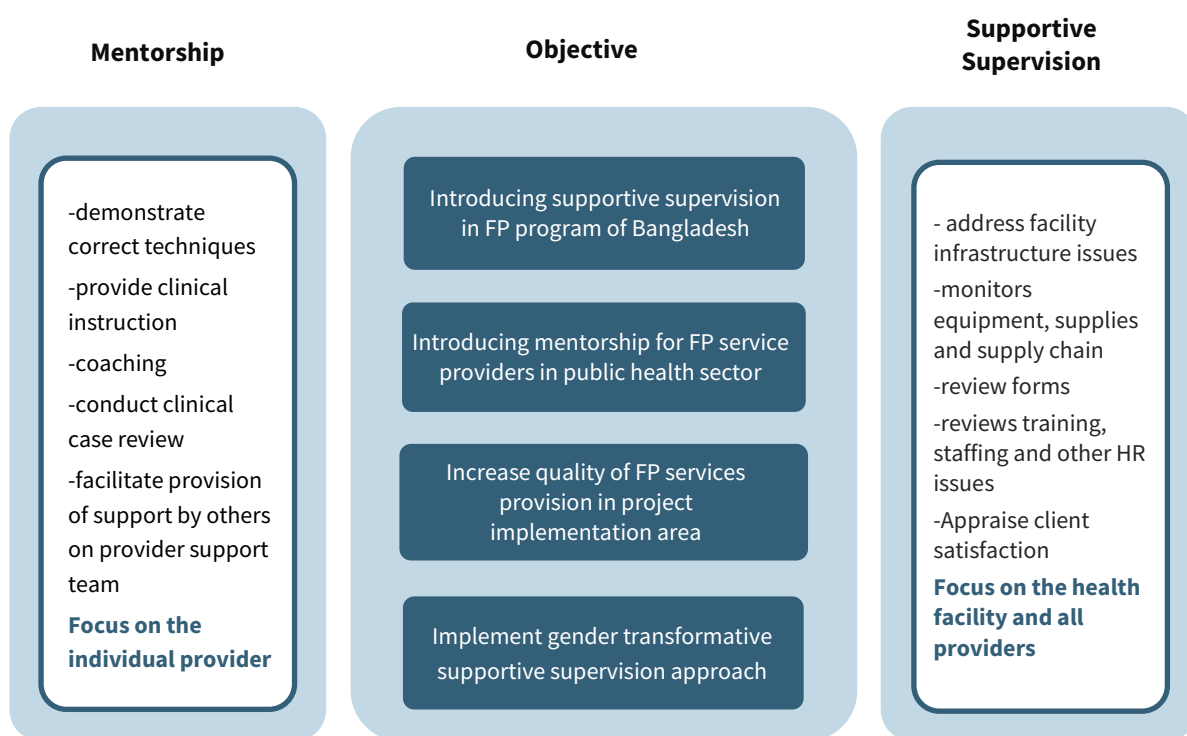 Mentorship
-demonstrate
correct techniques
-provide clinical
instruction
-coaching
-conduct clinical
case review
-facilitate provision
of support by others
on provider support
team
Focus on the
individual provider
Objective
Introducing supportive supervision
in FP program of Bangladesh
Introducing mentorship for FP service
providers in public health sector
Increase quality of FP services
provision in project
implementation area
Implement gender transformative
supportive supervision approach
Supportive
Supervision
- address facility
infrastructure issues
-monitors
equipment, supplies
and supply chain
-review forms
-reviews training,
staffing and other HR
issues
-Appraise client
satisfaction
Focus on the health
facility and all
providers